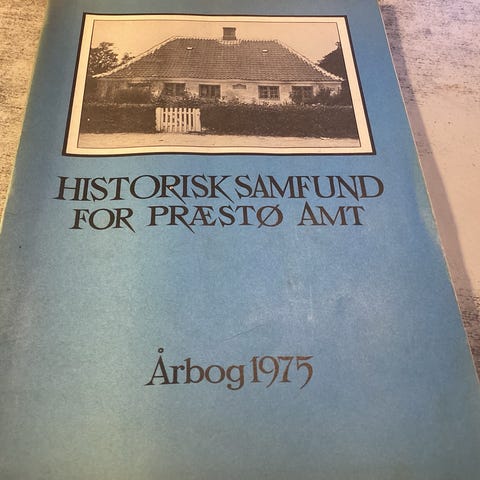 HISTORISK SAMFUND
FOR PRÆSTØ AMT
Årbog 1975